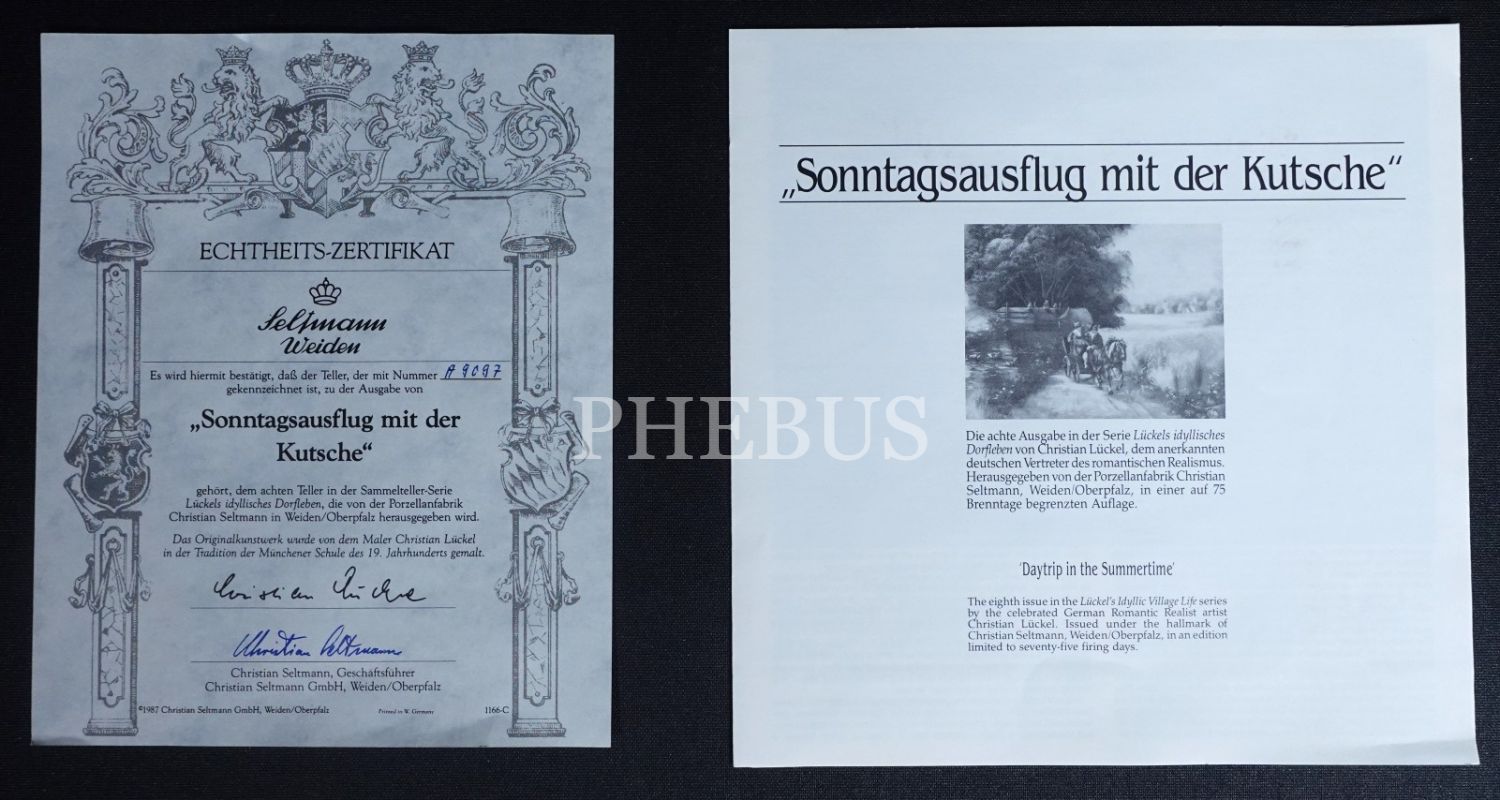 ECHTHEITS-ZERTIFIKAT
Seltmann
Weiden
Es wird hiermit bestätigt, daß der Teller, der mit Nummer A 9097
gekennzeichnet ist, zu der Ausgabe von
„Sonntagsausflug mit der
Kutsche“
gehört, dem achten Teller in der Sammelteller-Serie
Lückels idyllisches Dorfleben, die von der Porzellanfabrik
Christian Seltmann in Weiden/Oberpfalz herausgegeben wird.
Das Originalkunstwerk wurde von dem Maler Christian Lückel
in der Tradition der Münchener Schule des 19. Jahrhunderts gemalt.
Christian Lückel
Christian Seltmann
Christian Seltmann, Geschäftsführer
Christian Seltmann GmbH, Weiden/Oberpfalz
©1987 Christian Seltmann GmbH, Weiden/Oberpfalz Printed in W. Germany 1166-C
„Sonntagsausflug mit der Kutsche“
Die achte Ausgabe in der Serie Lückels idyllisches
Dorfleben von Christian Lückel, dem anerkannten
deutschen Vertreter des romantischen Realismus.
Herausgegeben von der Porzellanfabrik Christian
Seltmann, Weiden/Oberpfalz, in einer auf 75
Brenntage begrenzten Auflage.
'Daytrip in the Summertime'
The eighth issue in the Lückel's Idyllic Village Life series
by the celebrated German Romantic Realist artist
Christian Lückel. Issued under the hallmark of
Christian Seltmann, Weiden/Oberpfalz, in an edition
limited to seventy-five firing days.
PHEBUS